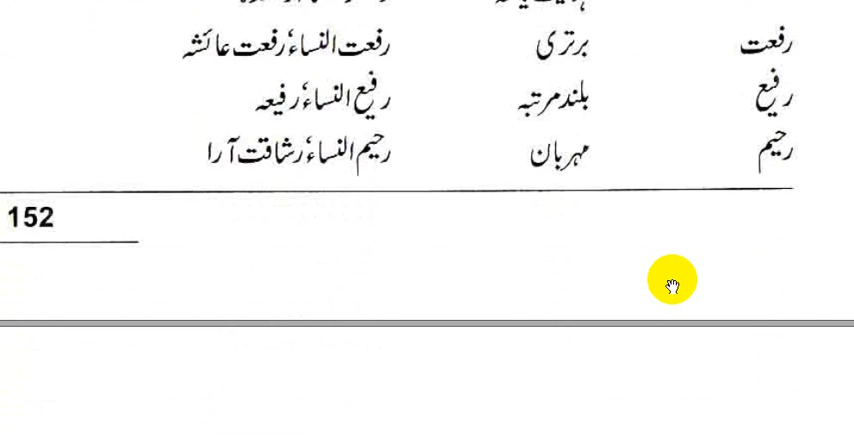 رفعت برتری رفعت النساء، رفعت عائشہ
رفیع بلند مرتبہ رفیع النساء، رفیعہ
رحیم مہربان رحیم النساء، رشاقت آرا
152